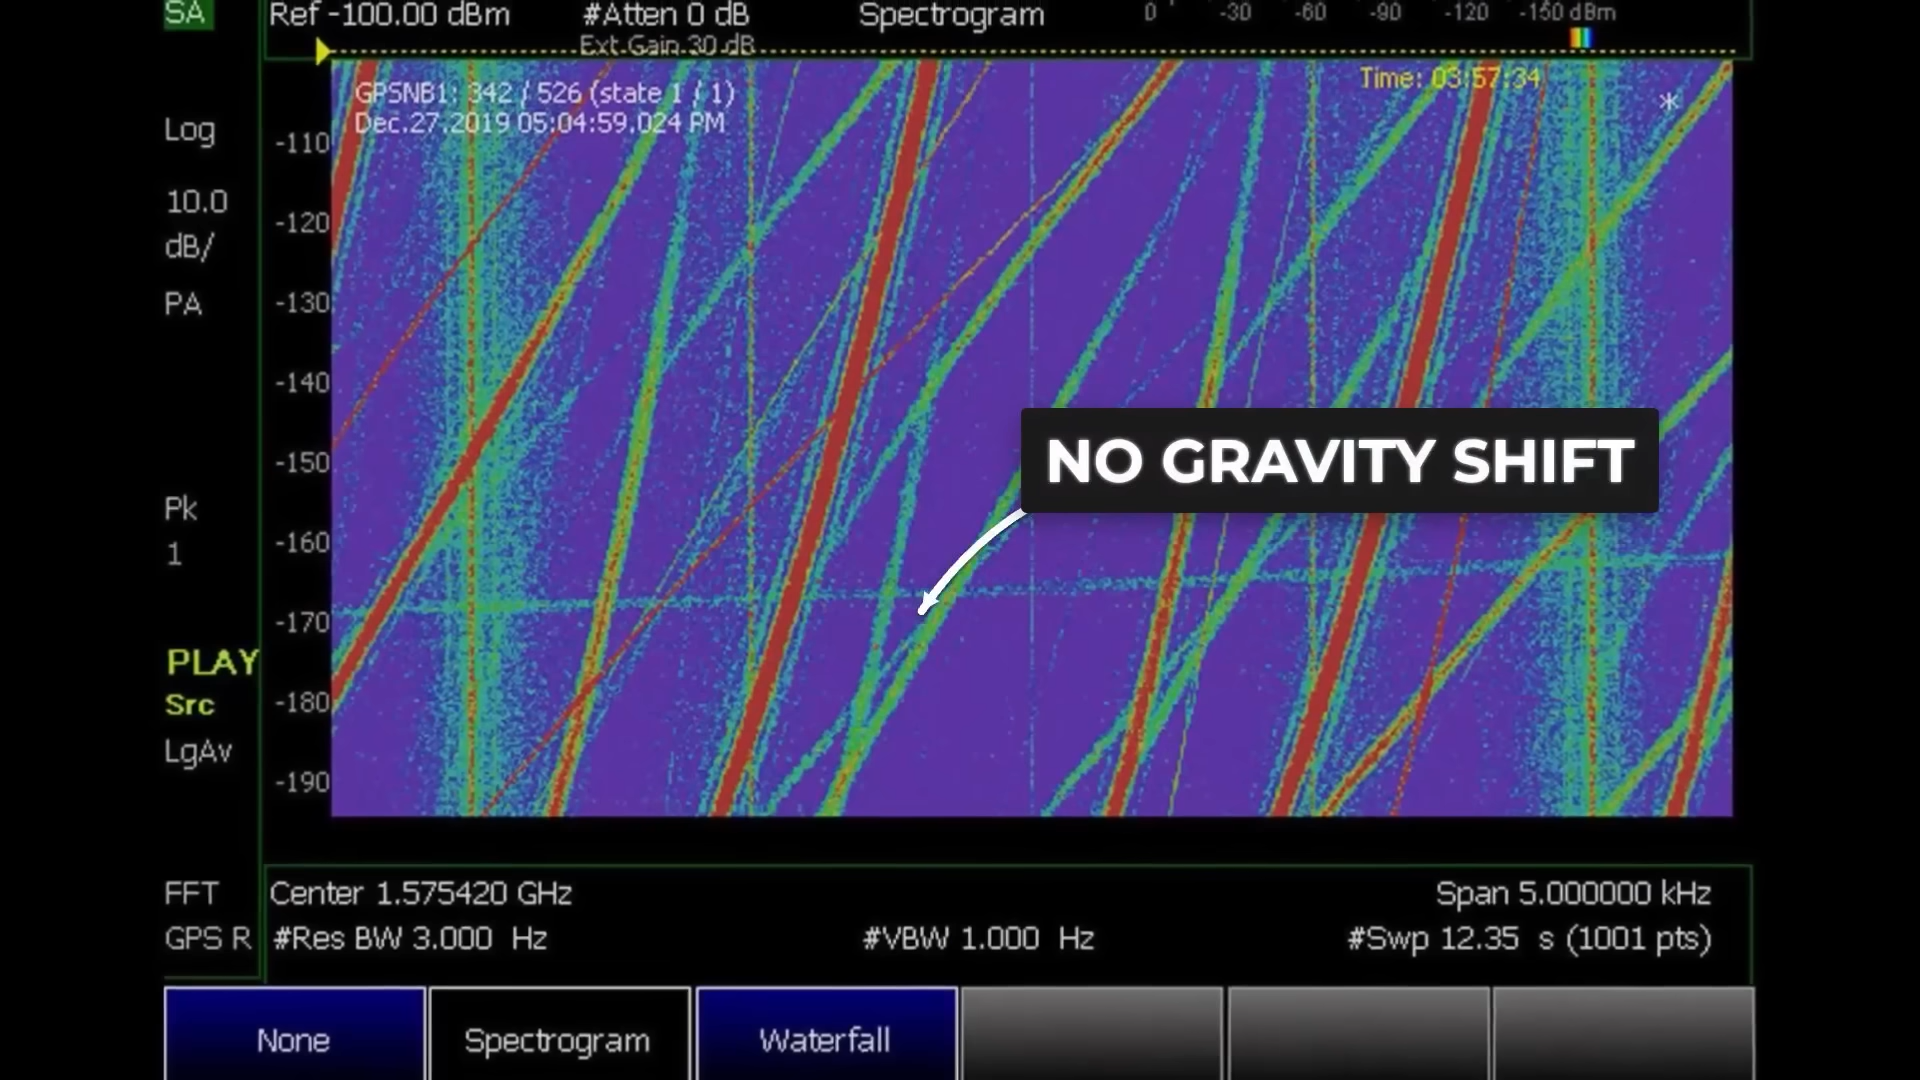 SA
Ref -100.00 dBm #Atten 0 dB Spectrogram 0 -30 -60 -90 -120 -150 dBm
Ext Gain 30 dB
GPSNB1: 342 / 526 (state 1 / 1)
Dec.27.2019 05:04:59.024 PM
Time: 03:57:34
*
Log
10.0
dB/
PA
Pk
1
PLAY
Src
LgAv
FFT
GPS R
-110
-120
-130
-140
-150
-160
-170
-180
-190
NO GRAVITY SHIFT
Center 1.575420 GHz Span 5.000000 kHz
#Res BW 3.000 Hz #VBW 1.000 Hz #Swp 12.35 s (1001 pts)
None Spectrogram Waterfall